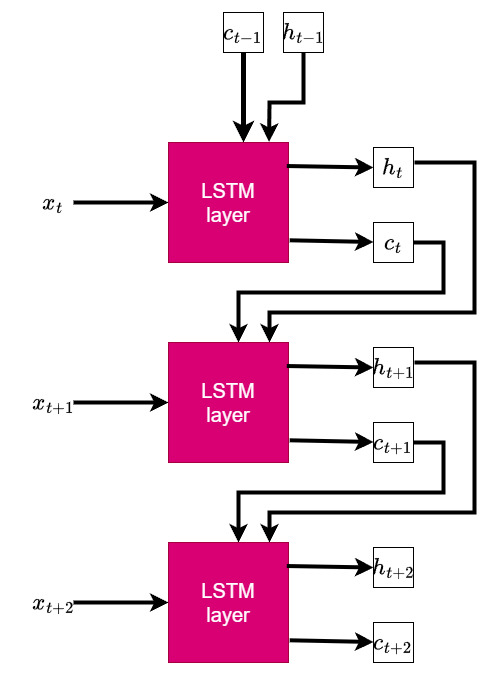 c_{t-1} h_{t-1}
LSTM
layer
x_t
h_t
c_t
LSTM
layer
x_{t+1}
h_{t+1}
c_{t+1}
LSTM
layer
x_{t+2}
h_{t+2}
c_{t+2}